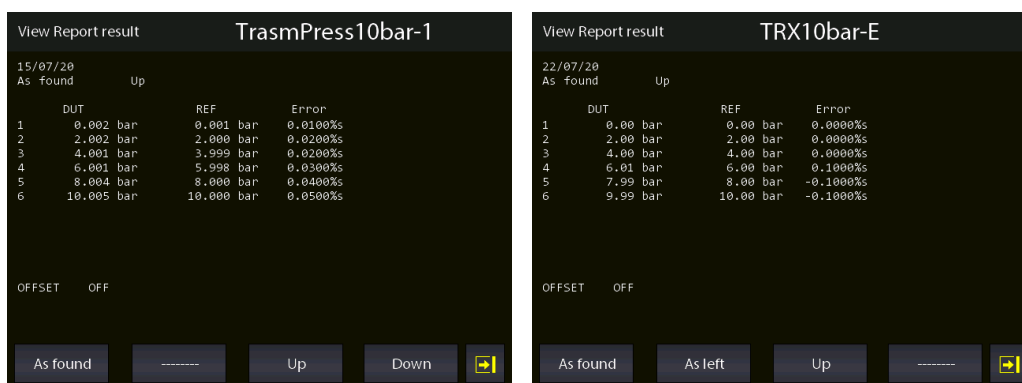 View Report result TrasmPress10bar-1
15/07/20
As found Up
DUT REF Error
1 0.002 bar 0.001 bar 0.0100%s
2 2.002 bar 2.000 bar 0.0200%s
3 4.001 bar 3.999 bar 0.0200%s
4 6.001 bar 5.998 bar 0.0300%s
5 8.004 bar 8.000 bar 0.0400%s
6 10.005 bar 10.000 bar 0.0500%s
OFFSET OFF
As found -------- Up Down
View Report result TRX10bar-E
22/07/20
As found Up
DUT REF Error
1 0.00 bar 0.00 bar 0.0000%s
2 2.00 bar 2.00 bar 0.0000%s
3 4.00 bar 4.00 bar 0.0000%s
4 6.01 bar 6.00 bar 0.1000%s
5 7.99 bar 8.00 bar -0.1000%s
6 9.99 bar 10.00 bar -0.1000%s
OFFSET OFF
As found As left Up --------